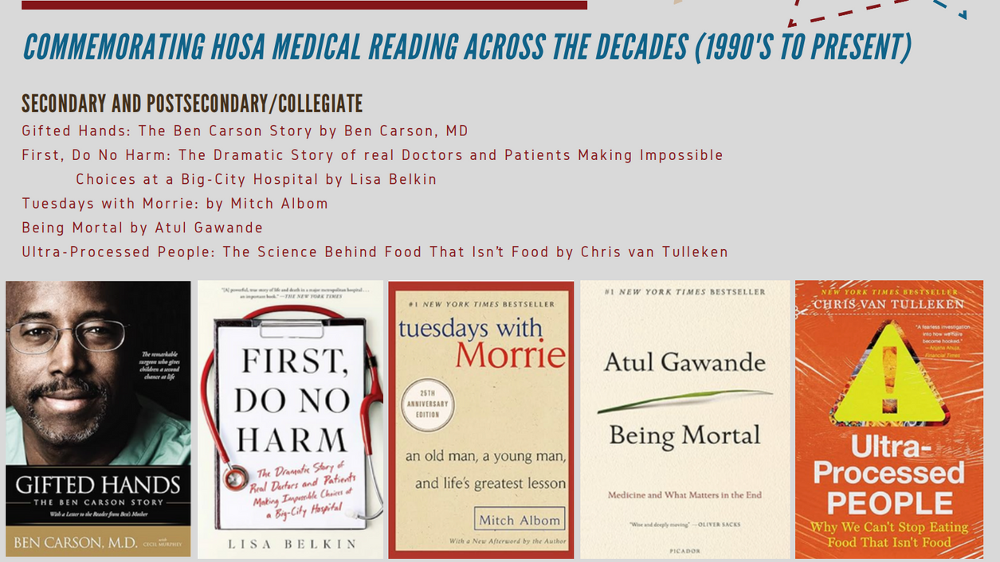 COMMEMORATING HOSA MEDICAL READING ACROSS THE DECADES (1990'S TO PRESENT)
SECONDARY AND POSTSECONDARY/COLLEGIATE
Gifted Hands: The Ben Carson Story by Ben Carson, MD
First, Do No Harm: The Dramatic Story of real Doctors and Patients Making Impossible
Choices at a Big-City Hospital by Lisa Belkin
Tuesdays with Morrie: by Mitch Albom
Being Mortal by Atul Gawande
Ultra-Processed People: The Science Behind Food That Isn't Food by Chris van Tulleken
The remarkable
surgeon who gives
children a second
chance at life
GIFTED HANDS
THE BEN CARSON STORY
With a Letter to the Reader from Ben's Mother
BEN CARSON, M.D.
with
CECIL MURPHEY
"[A] powerful, true story of life and death in a major metropolitan hospital . . .
an important book." —THE NEW YORK TIMES
FIRST,
DO NO
HARM
The Dramatic Story of
Real Doctors and Patients
Making Impossible Choices at
a Big-City Hospital
LISA BELKIN
#1 NEW YORK TIMES BESTSELLER
tuesdays with
Morrie
25TH
ANNIVERSARY
EDITION
an old man, a young man,
and life's greatest lesson
Mitch Albom
With a New Afterword by the Author
#1 NEW YORK TIMES BESTSELLER
Atul Gawande
Being Mortal
Medicine and What Matters in the End
"Wise and deeply moving" —OLIVER SACKS
PICADOR
NEW YORK TIMES BESTSELLER
CHRIS VAN TULLEKEN
"A fearless investigation
into how we have
become hooked."
—Anjana Ahuja,
Financial Times
Ultra-
Processed
PEOPLE
Why We Can't Stop Eating
Food That Isn't Food